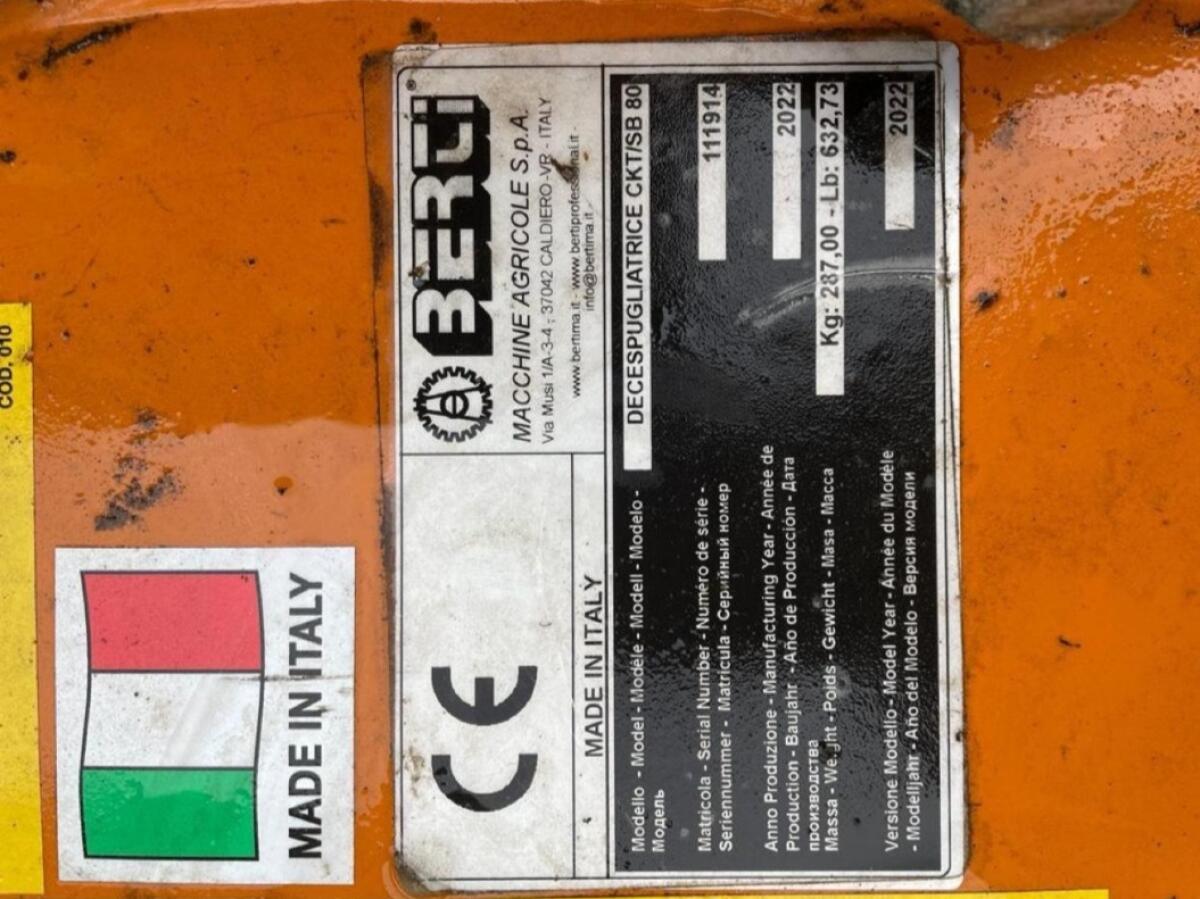 COD. 010
MADE IN ITALY
CE
MADE IN ITALY
BERTI®
MACCHINE AGRICOLE S.p.A.
Via Musi 1/A-3-4 - 37042 CALDIERO -VR - ITALY
www.bertima.it - www.bertiprofessional.it -
info@bertima.it
Modello - Model - Modèle - Modell - Modelo -
Модель
DECESPUGLIATRICE CKT/SB 80
Matricola - Serial Number - Numéro de série -
Seriennummer - Matricula - Серийный номер
111914
Anno Produzione - Manufacturing Year - Année de
Production - Baujahr - Año de Producción - Дата
производства
2022
Massa - Weight - Poids - Gewicht - Masa - Масса
Kg: 287,00 - Lb: 632,73
Versione Modello - Model Year - Année du Modèle
- Modelljahr - Año del Modelo - Версия модели
2022